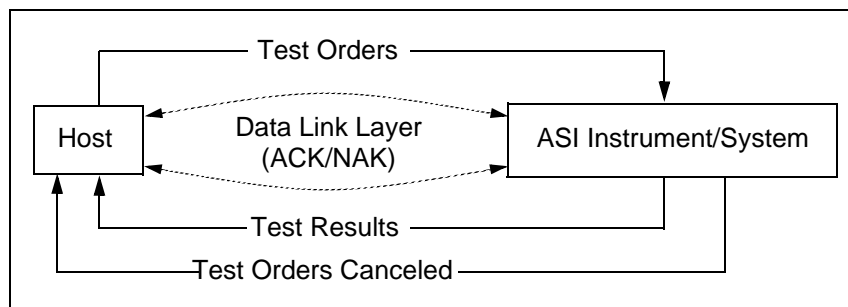 Test Orders
Host
Data Link Layer
(ACK/NAK)
ASI Instrument/System
Test Results
Test Orders Canceled